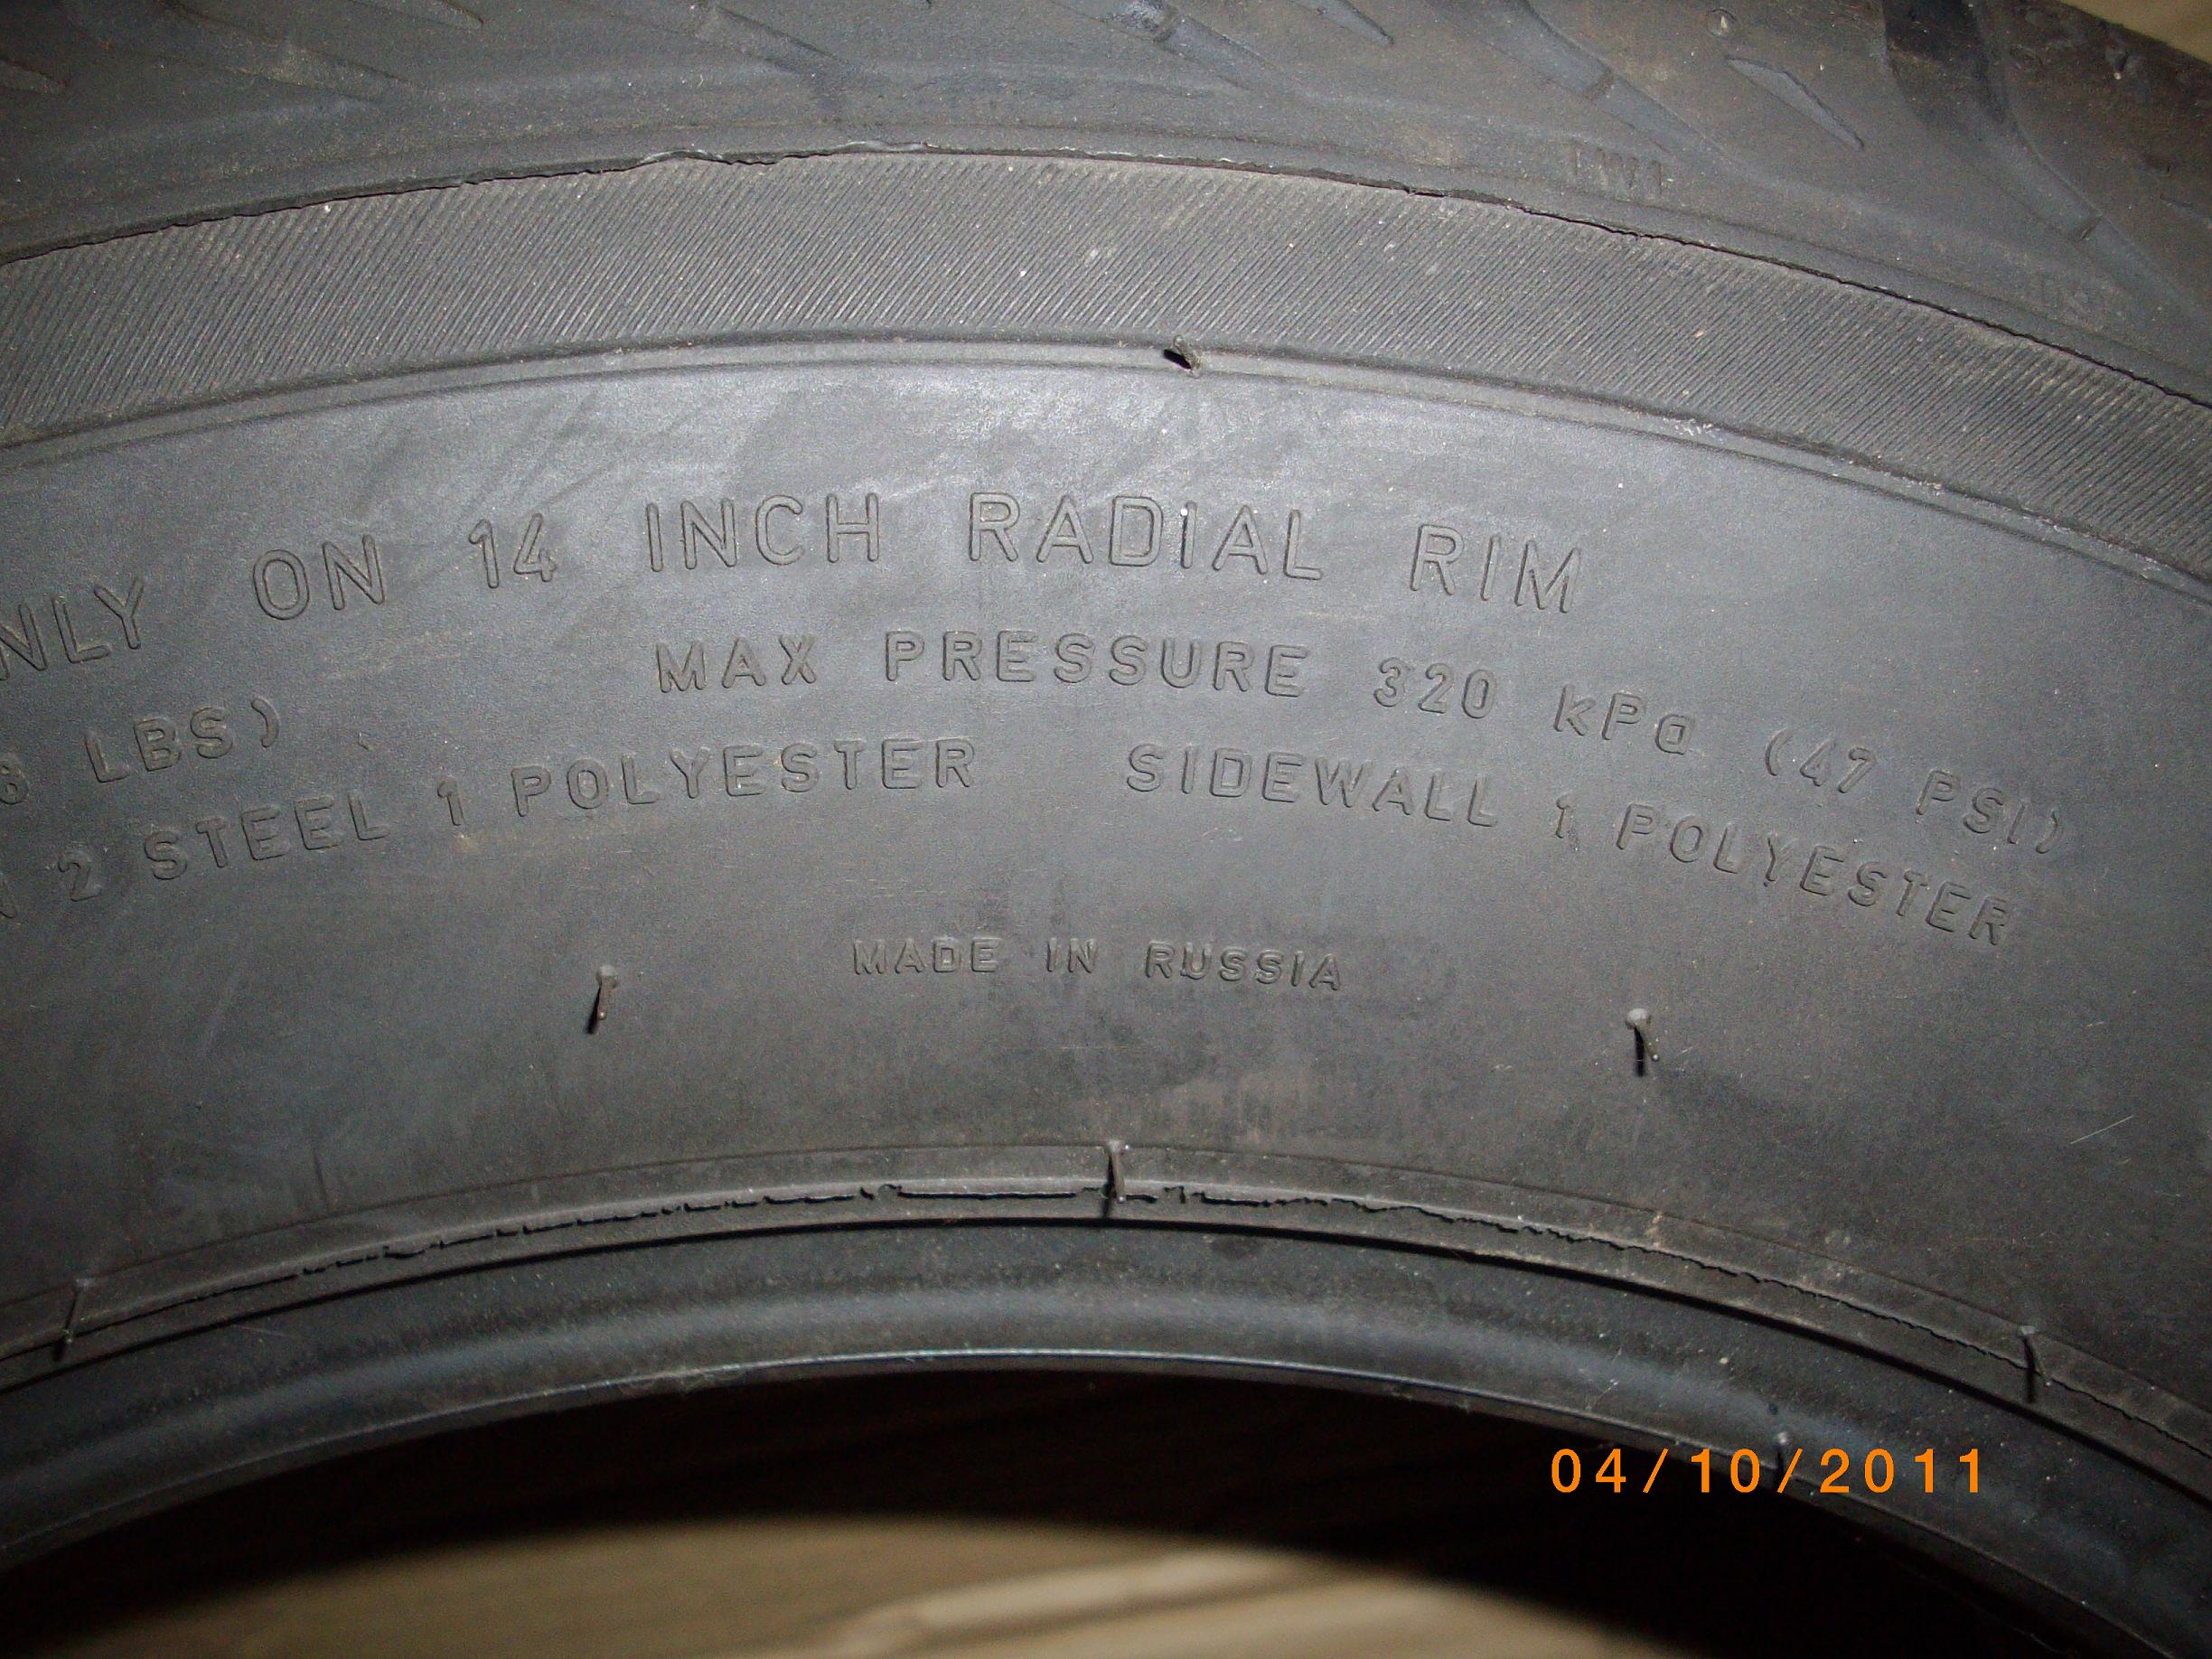 TWI
ON 14 INCH RADIAL RIM
LBS) MAX PRESSURE 320 kPa (47 PSI)
2 STEEL 1 POLYESTER SIDEWALL 1 POLYESTER
MADE IN RUSSIA
04/10/2011